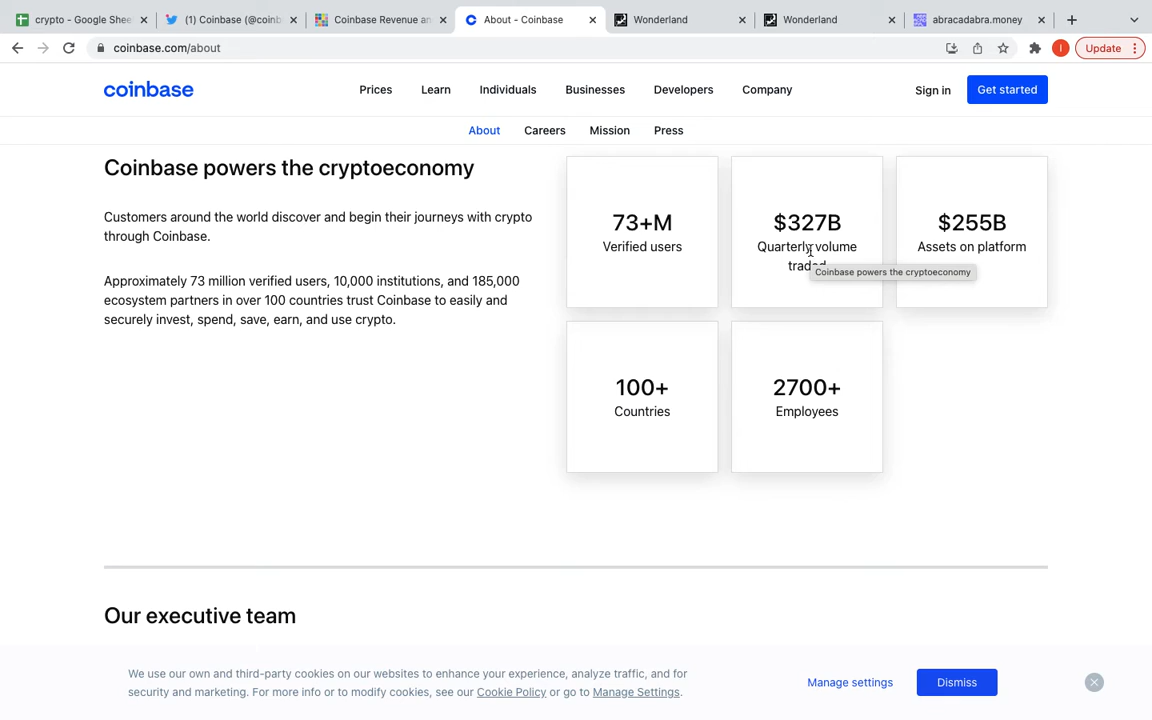 crypto - Google Shee
(1) Coinbase (@coinb
Coinbase Revenue an
About - Coinbase
Wonderland
Wonderland
abracadabra.money
coinbase.com/about
I
Update
coinbase
Prices
Learn
Individuals
Businesses
Developers
Company
Sign in
Get started
About
Careers
Mission
Press
Coinbase powers the cryptoeconomy
Customers around the world discover and begin their journeys with crypto
through Coinbase.
Approximately 73 million verified users, 10,000 institutions, and 185,000
ecosystem partners in over 100 countries trust Coinbase to easily and
securely invest, spend, save, earn, and use crypto.
73+M
Verified users
$327B
Quarterly volume
traded
Coinbase powers the cryptoeconomy
$255B
Assets on platform
100+
Countries
2700+
Employees
Our executive team
We use our own and third-party cookies on our websites to enhance your experience, analyze traffic, and for
security and marketing. For more info or to modify cookies, see our Cookie Policy or go to Manage Settings.
Manage settings
Dismiss